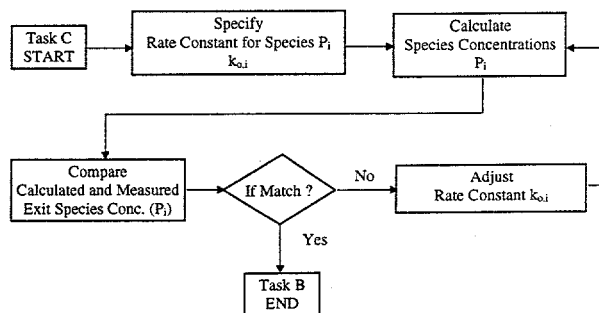 Task C
START
Specify
Rate Constant for Species Pi
ko,i
Calculate
Species Concentrations
Pi
Compare
Calculated and Measured
Exit Species Conc. (Pi)
If Match ?
No
Adjust
Rate Constant ko,i
Yes
Task B
END